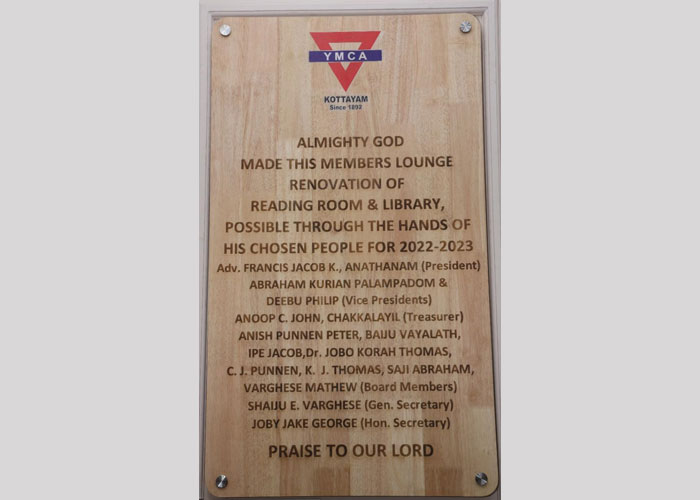 YMCA
KOTTAYAM
Since 1893
ALMIGHTY GOD
MADE THIS MEMBERS LOUNGE
RENOVATION OF
READING ROOM & LIBRARY,
POSSIBLE THROUGH THE HANDS OF
HIS CHOSEN PEOPLE FOR 2022-2023
Adv. FRANCIS JACOB K., ANATHANAM (President)
ABRAHAM KURIAN PALAMPADOM &
DEEBU PHILIP (Vice Presidents)
ANOOP C. JOHN, CHAKKALAYIL (Treasurer)
ANISH PUNNEN PETER, BAIJU VAYALATH,
IPE JACOB,Dr. JOBO KORAH THOMAS,
C. J. PUNNEN, K. J. THOMAS, SAJI ABRAHAM,
VARGHESE MATHEW (Board Members)
SHAIJU E. VARGHESE (Gen. Secretary)
JOBY JAKE GEORGE (Hon. Secretary)
PRAISE TO OUR LORD